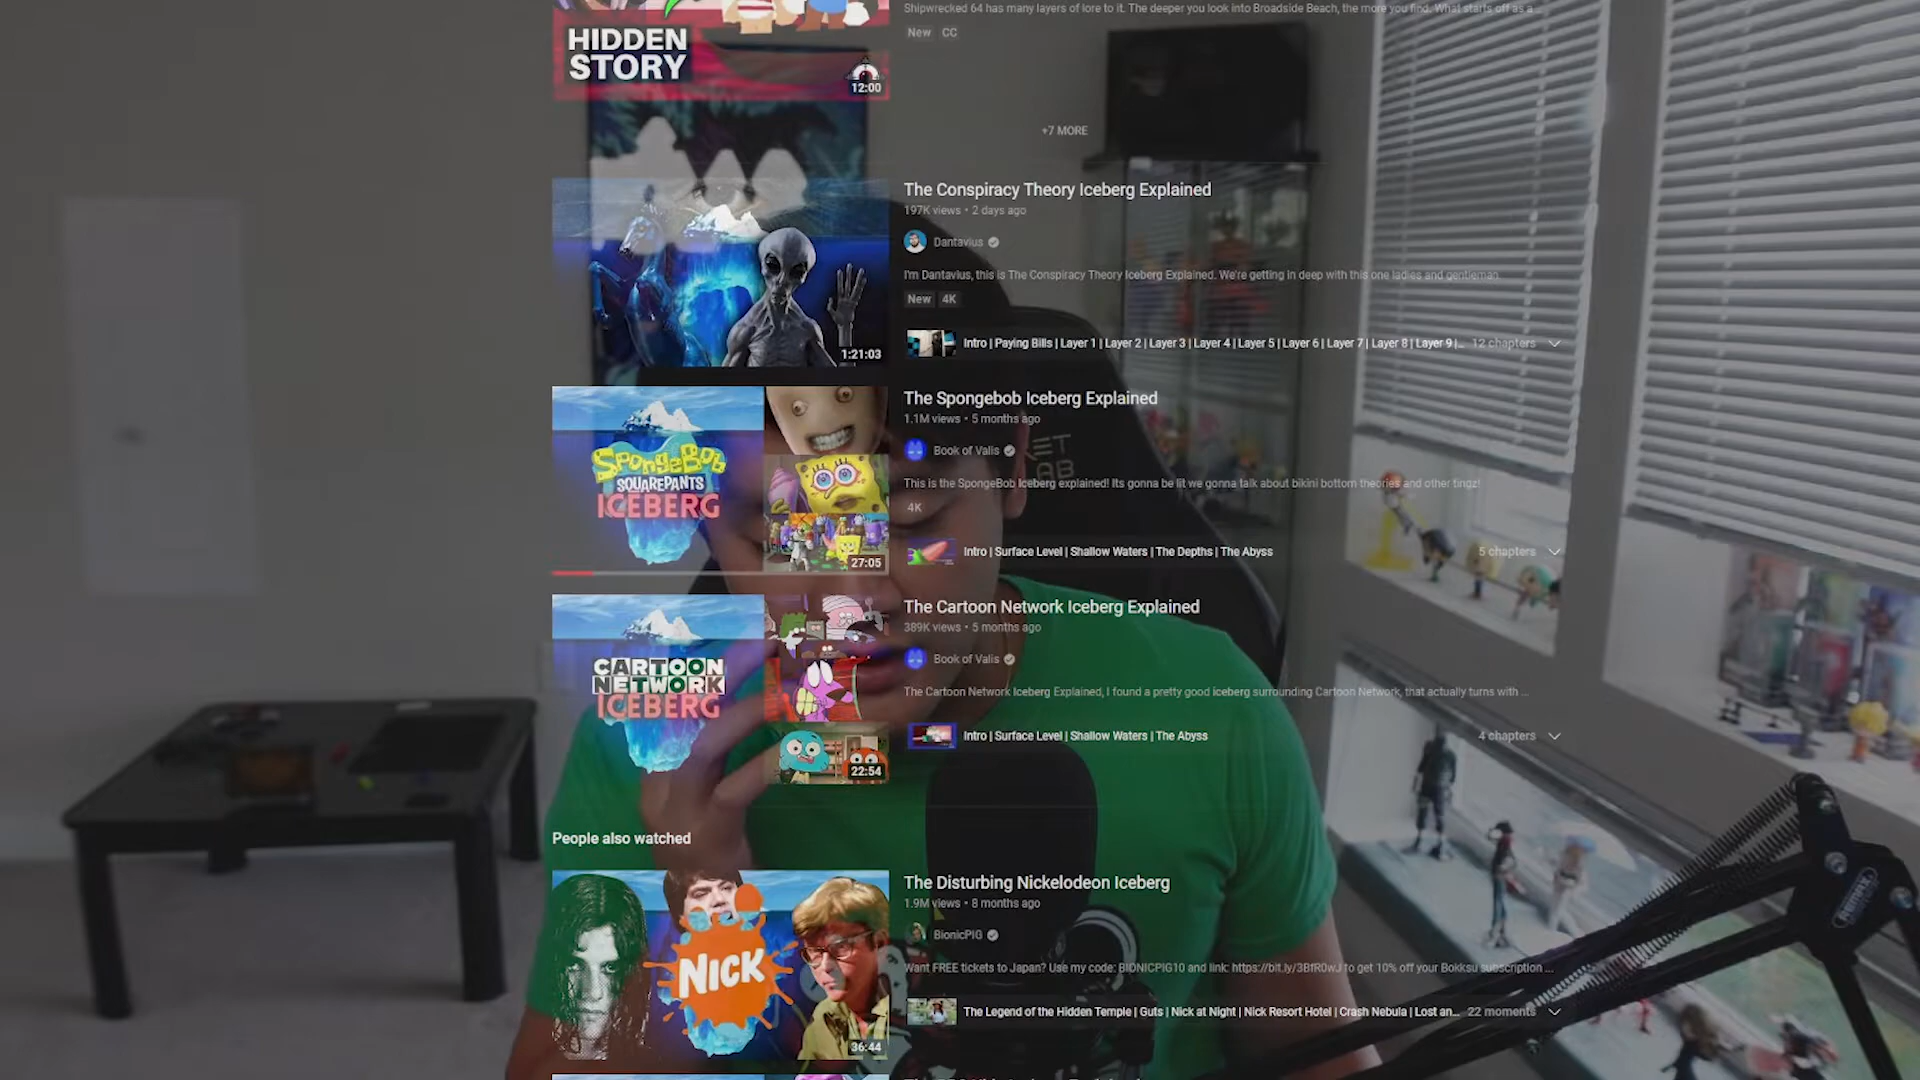 Shipwrecked 64 has many layers of lore to it. The deeper you look into Broadside Beach, the more you find. What starts off as a ...
New CC
HIDDEN
STORY
12:00
+7 MORE
The Conspiracy Theory Iceberg Explained
197K views • 2 days ago
Dantavius
I'm Dantavius, this is The Conspiracy Theory Iceberg Explained. We're getting in deep with this one ladies and gentleman.
New 4K
1:21:03
Intro | Paying Bills | Layer 1 | Layer 2 | Layer 3 | Layer 4 | Layer 5 | Layer 6 | Layer 7 | Layer 8 | Layer 9 |... 12 chapters
The Spongebob Iceberg Explained
1.1M views • 5 months ago
Book of Valis
This is the SpongeBob Iceberg explained! Its gonna be lit we gonna talk about bikini bottom theories and other tingz!
4K
SPONGEBOB
SQUAREPANTS
ICEBERG
27:05
Intro | Surface Level | Shallow Waters | The Depths | The Abyss
5 chapters
The Cartoon Network Iceberg Explained
389K views • 5 months ago
Book of Valis
The Cartoon Network Iceberg Explained, I found a pretty good iceberg surrounding Cartoon Network, that actually turns with ...
CARTOON
NETWORK
ICEBERG
22:54
Intro | Surface Level | Shallow Waters | The Abyss
4 chapters
People also watched
The Disturbing Nickelodeon Iceberg
1.9M views • 8 months ago
BionicPIG
Want FREE tickets to Japan? Use my code: BIONICPIG10 and link: https://bit.ly/3BfR0wJ to get 10% off your Bokksu subscription ...
NICK
36:44
The Legend of the Hidden Temple | Guts | Nick at Night | Nick Resort Hotel | Crash Nebula | Lost an... 22 moments